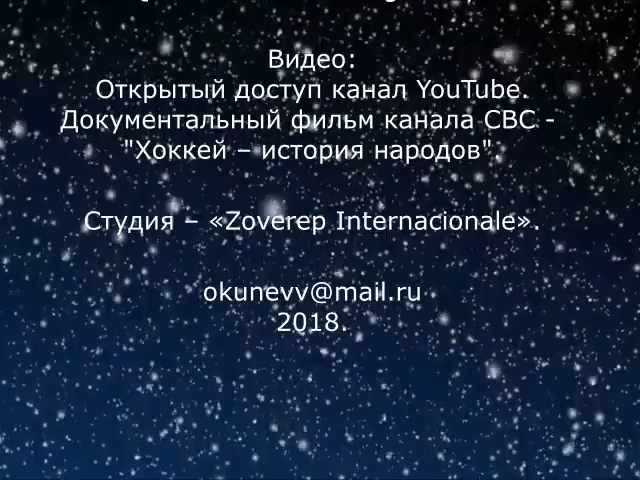 Видео:
Открытый доступ канал YouTube.
Документальный фильм канала CBC -
"Хоккей – история народов".
Студия – «Zoverep Internacionale».
okunevv@mail.ru
2018.